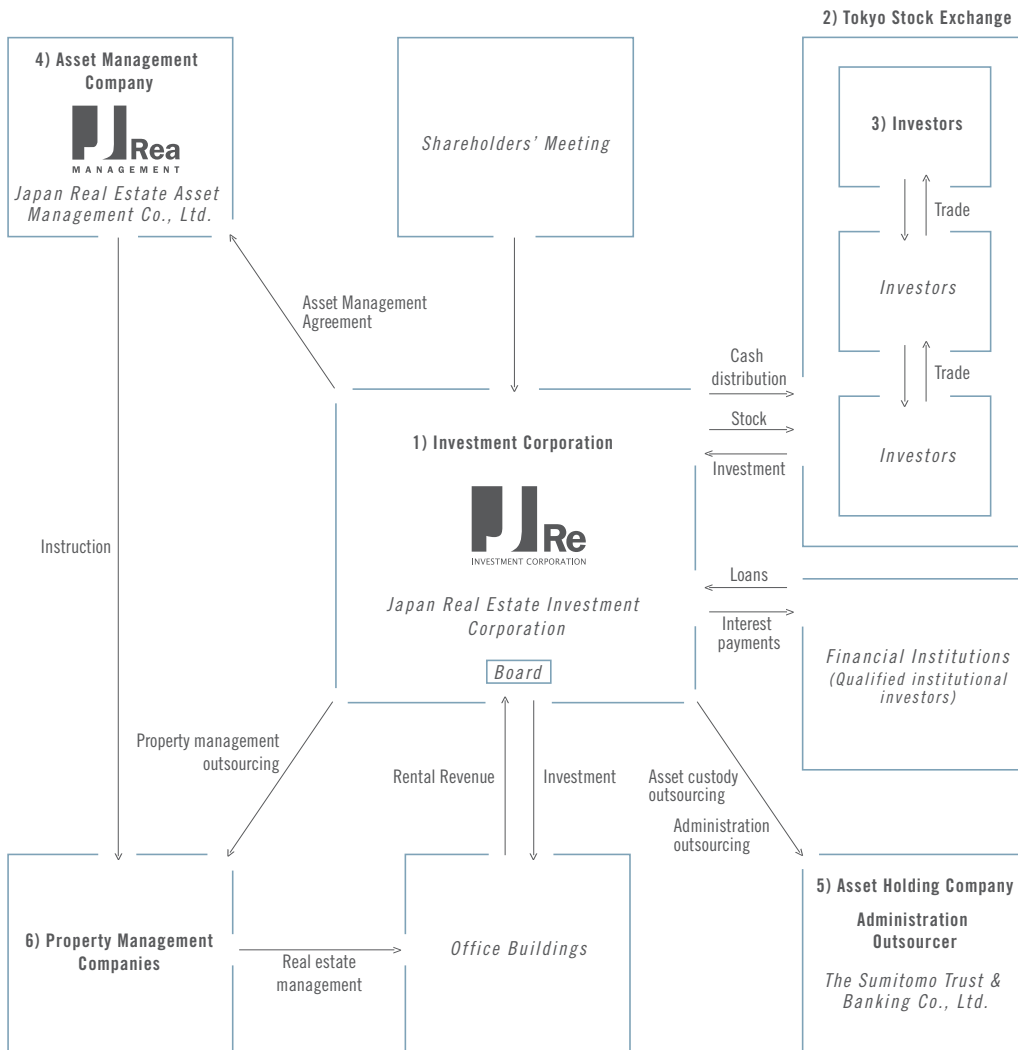 2) Tokyo Stock Exchange
4) Asset Management
Company
Rea
MANAGEMENT
Japan Real Estate Asset
Management Co., Ltd.
Shareholders' Meeting
3) Investors
Trade
Investors
Trade
Investors
Asset Management
Agreement
Cash
distribution
Stock
Investment
1) Investment Corporation
Re
INVESTMENT CORPORATION
Japan Real Estate Investment
Corporation
Board
Instruction
Loans
Interest
payments
Financial Institutions
(Qualified institutional
investors)
Property management
outsourcing
Rental Revenue
Investment
Asset custody
outsourcing
Administration
outsourcing
6) Property Management
Companies
Real estate
management
Office Buildings
5) Asset Holding Company
Administration
Outsourcer
The Sumitomo Trust &
Banking Co., Ltd.